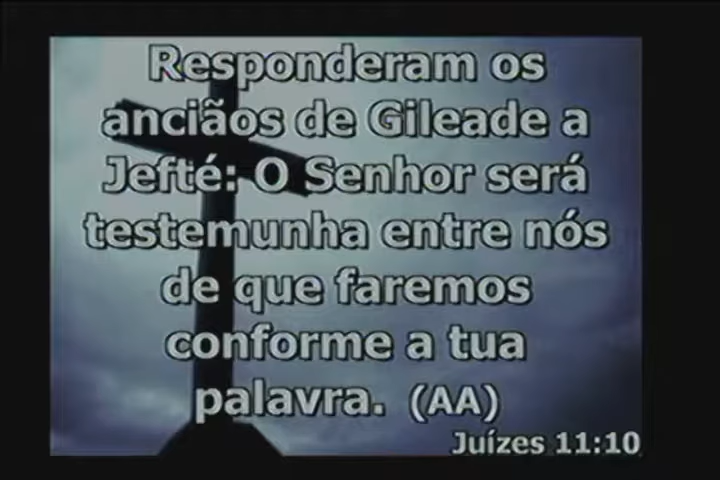 Responderam os
anciãos de Gileade a
Jefté: O Senhor será
testemunha entre nós
de que faremos
conforme a tua
palavra. (AA)
Juízes 11:10